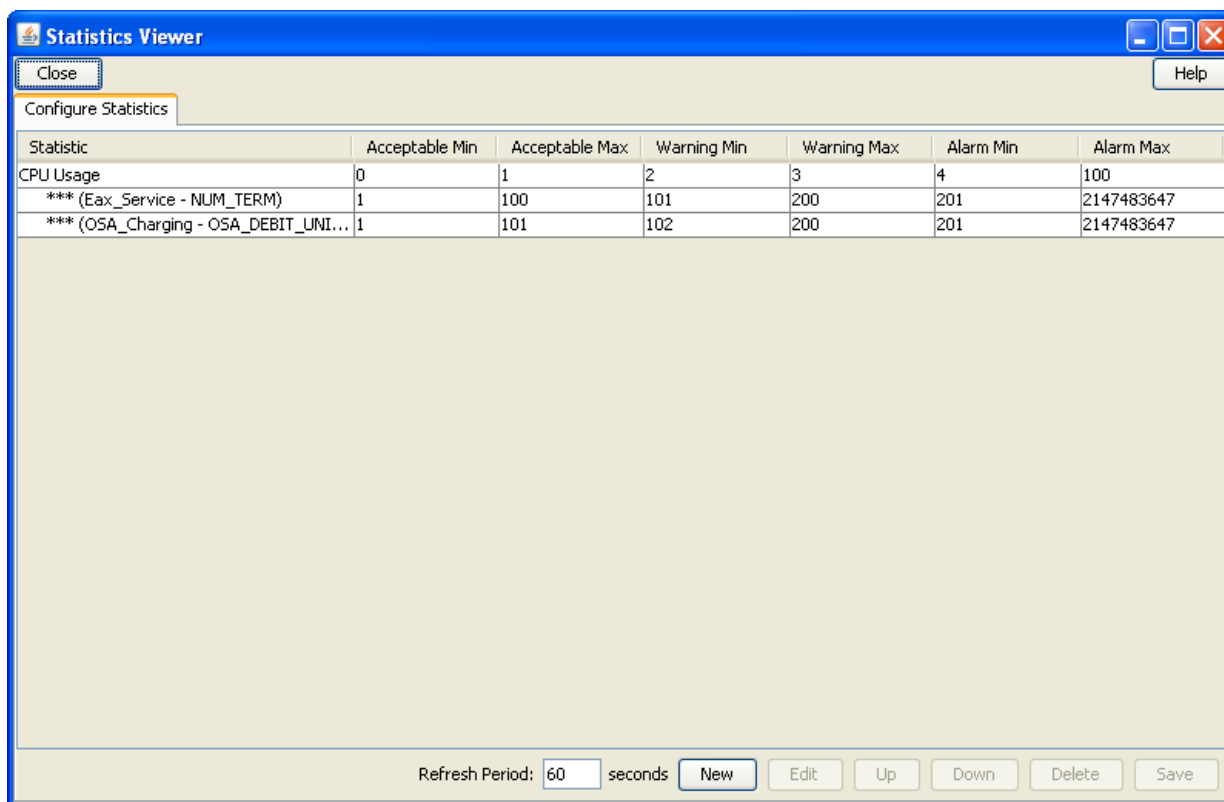 Statistics Viewer
Close Help
Configure Statistics
Statistic Acceptable Min Acceptable Max Warning Min Warning Max Alarm Min Alarm Max
CPU Usage 0 1 2 3 4 100
*** (Eax_Service - NUM_TERM) 1 100 101 200 201 2147483647
*** (OSA_Charging - OSA_DEBIT_UNI... 1 101 102 200 201 2147483647
Refresh Period: 60 seconds New Edit Up Down Delete Save